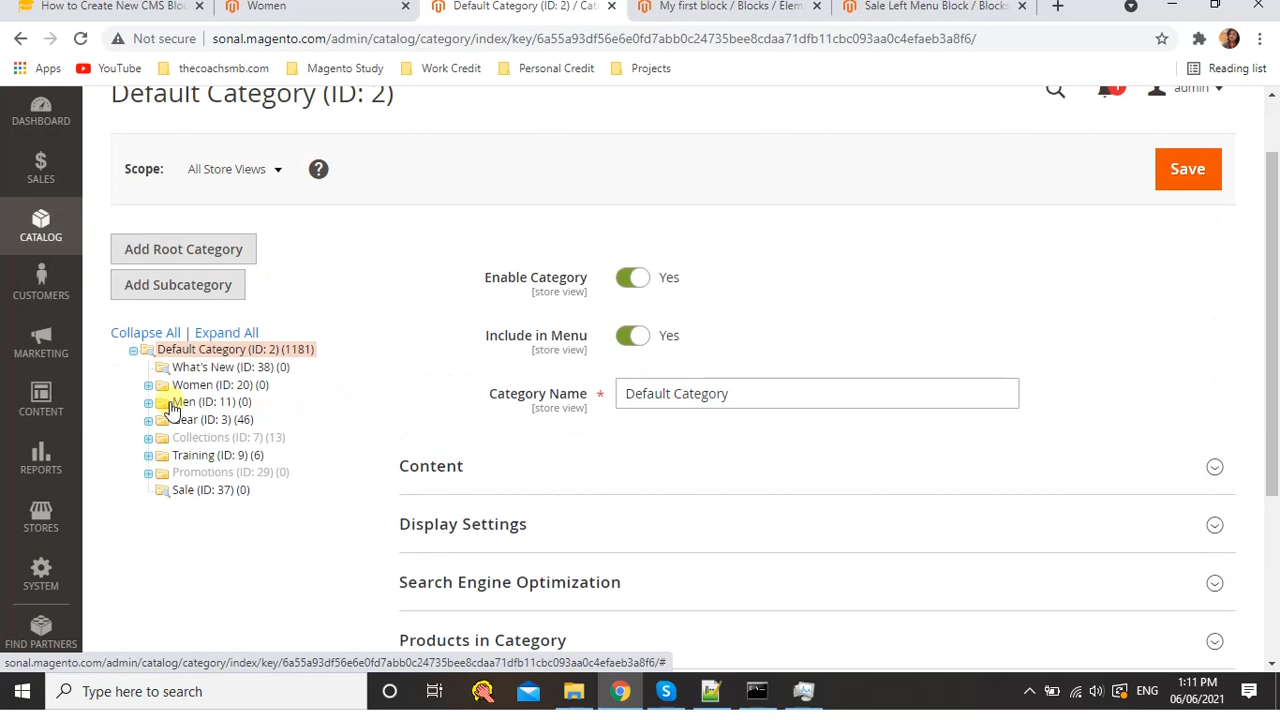 How to Create New CMS Blo
Women
Default Category (ID: 2) / Cat
My first block / Blocks / Elem
Sale Left Menu Block / Blocks
Not secure
sonal.magento.com/admin/catalog/category/index/key/6a55a93df56e6e0fd7abb0c24735bee8cdaa71dfb11cbc093aa0c4efaeb3a8f6/
Apps
YouTube
thecoachsmb.com
Magento Study
Work Credit
Personal Credit
Projects
Reading list
DASHBOARD
SALES
CATALOG
CUSTOMERS
MARKETING
CONTENT
REPORTS
STORES
SYSTEM
FIND PARTNERS
Default Category (ID: 2)
1
admin
Scope:
All Store Views
?
Save
Add Root Category
Add Subcategory
Collapse All | Expand All
Default Category (ID: 2) (1181)
What's New (ID: 38) (0)
Women (ID: 20) (0)
Men (ID: 11) (0)
Gear (ID: 3) (46)
Collections (ID: 7) (13)
Training (ID: 9) (6)
Promotions (ID: 29) (0)
Sale (ID: 37) (0)
Enable Category
[store view]
Yes
Include in Menu
[store view]
Yes
Category Name *
[store view]
Default Category
Content
Display Settings
Search Engine Optimization
Products in Category
sonal.magento.com/admin/catalog/category/index/key/6a55a93df56e6e0fd7abb0c24735bee8cdaa71dfb11cbc093aa0c4efaeb3a8f6/#
Type here to search
ENG
1:11 PM
06/06/2021